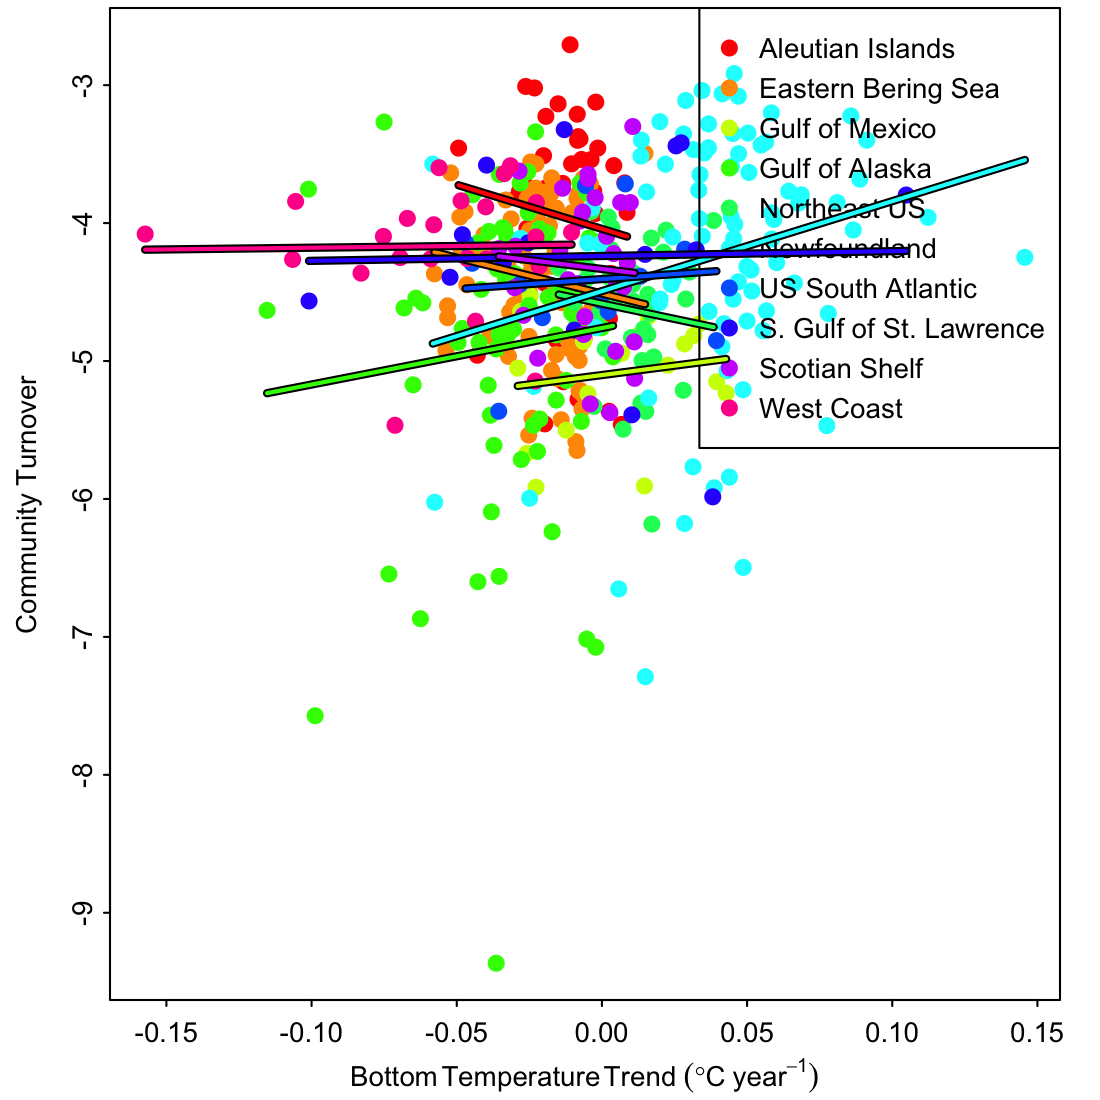 Aleutian Islands
Eastern Bering Sea
Gulf of Mexico
Gulf of Alaska
Northeast US
Newfoundland
US South Atlantic
S. Gulf of St. Lawrence
Scotian Shelf
West Coast
-3
-4
-5
-6
-7
-8
-9
Community Turnover
-0.15
-0.10
-0.05
0.00
0.05
0.10
0.15
Bottom Temperature Trend (°C year⁻¹)